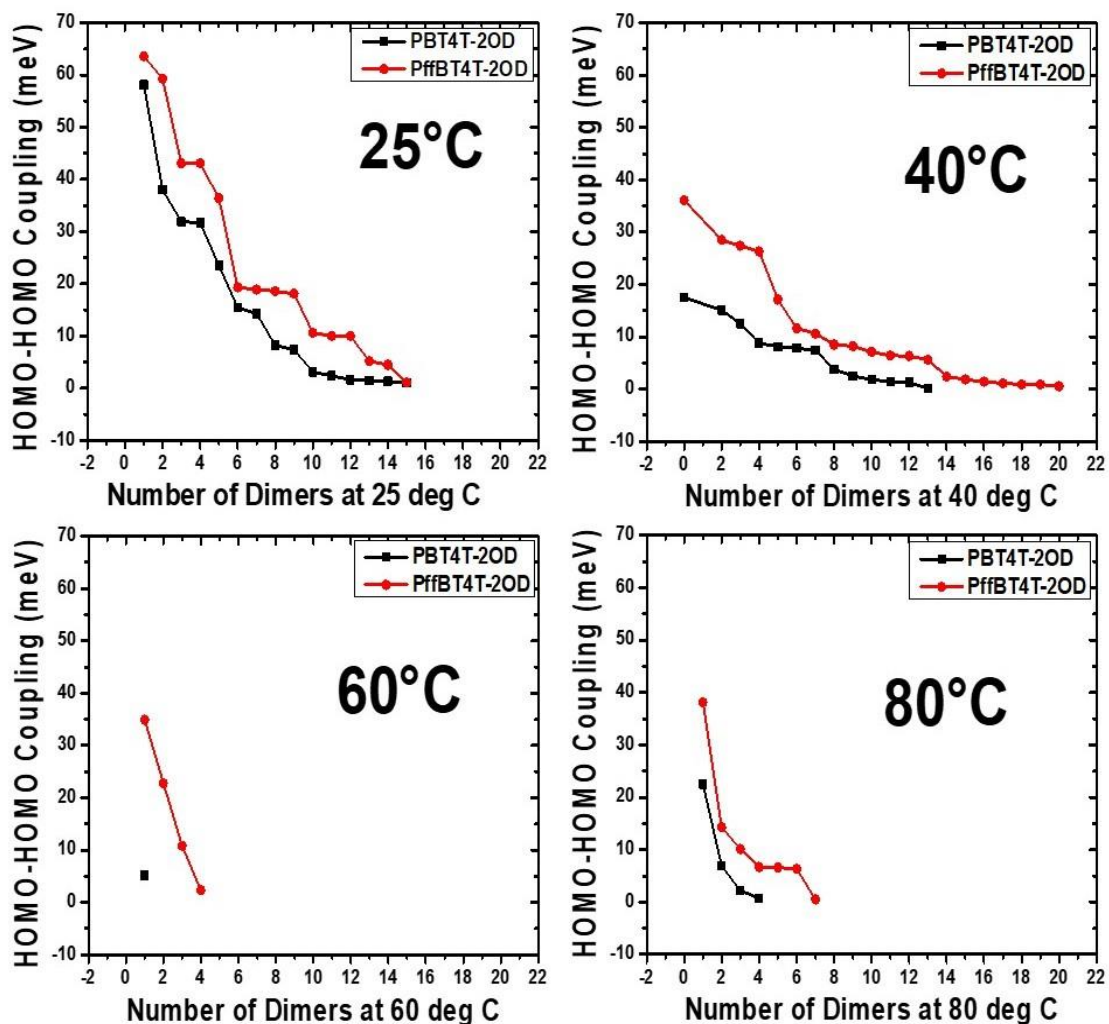 70
60
50
40
30
20
10
0
-10
HOMO-HOMO Coupling (meV)
PBT4T-2OD
PffBT4T-2OD
25°C
-2 0 2 4 6 8 10 12 14 16 18 20 22
Number of Dimers at 25 deg C
70
60
50
40
30
20
10
0
-10
HOMO-HOMO Coupling (meV)
PBT4T-2OD
PffBT4T-2OD
40°C
-2 0 2 4 6 8 10 12 14 16 18 20 22
Number of Dimers at 40 deg C
70
60
50
40
30
20
10
0
-10
HOMO-HOMO Coupling (meV)
PBT4T-2OD
PffBT4T-2OD
60°C
-2 0 2 4 6 8 10 12 14 16 18 20 22
Number of Dimers at 60 deg C
70
60
50
40
30
20
10
0
-10
HOMO-HOMO Coupling (meV)
PBT4T-2OD
PffBT4T-2OD
80°C
-2 0 2 4 6 8 10 12 14 16 18 20 22
Number of Dimers at 80 deg C